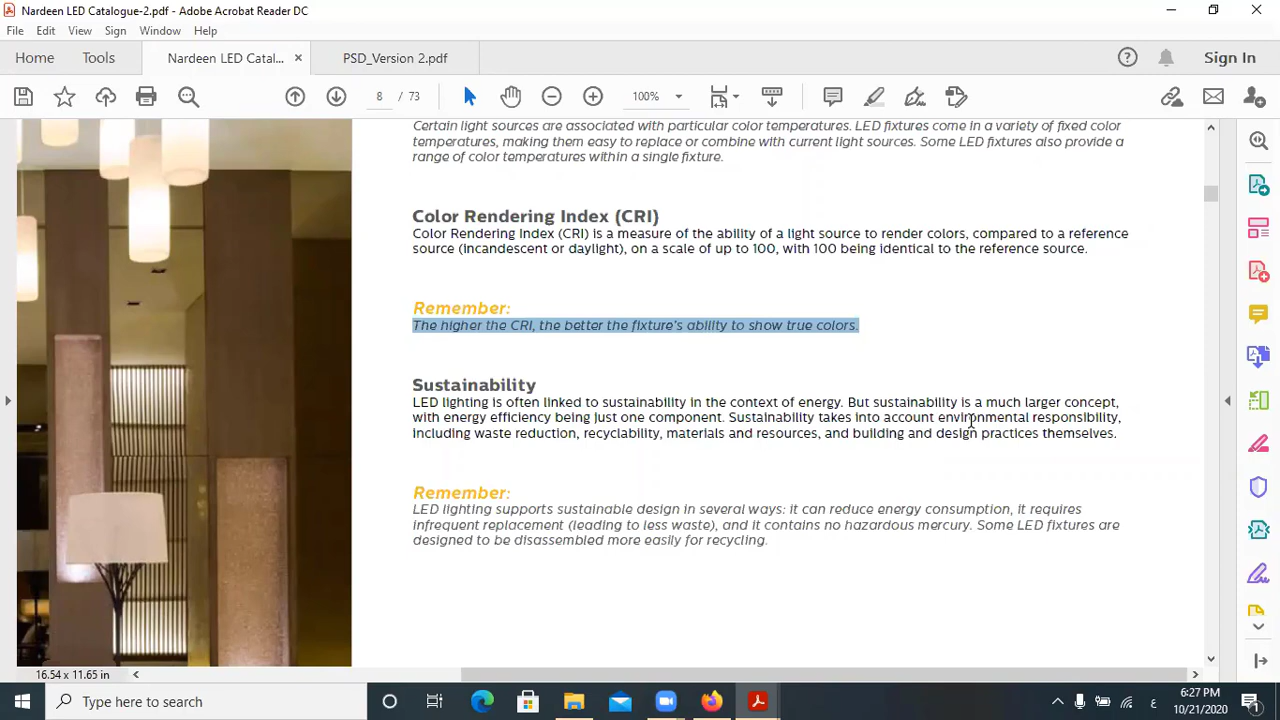 Nardeen LED Catalogue-2.pdf - Adobe Acrobat Reader DC
File Edit View Sign Window Help
Home Tools Nardeen LED Catal... × PSD_Version 2.pdf Sign In
8 / 73 100%
Certain light sources are associated with particular color temperatures. LED fixtures come in a variety of fixed color
temperatures, making them easy to replace or combine with current light sources. Some LED fixtures also provide a
range of color temperatures within a single fixture.
Color Rendering Index (CRI)
Color Rendering Index (CRI) is a measure of the ability of a light source to render colors, compared to a reference
source (incandescent or daylight), on a scale of up to 100, with 100 being identical to the reference source.
Remember:
The higher the CRI, the better the fixture's ability to show true colors.
Sustainability
LED lighting is often linked to sustainability in the context of energy. But sustainability is a much larger concept,
with energy efficiency being just one component. Sustainability takes into account environmental responsibility,
including waste reduction, recyclability, materials and resources, and building and design practices themselves.
Remember:
LED lighting supports sustainable design in several ways: it can reduce energy consumption, it requires
infrequent replacement (leading to less waste), and it contains no hazardous mercury. Some LED fixtures are
designed to be disassembled more easily for recycling.
16.54 x 11.65 in
Type here to search
ع
6:27 PM
10/21/2020
1